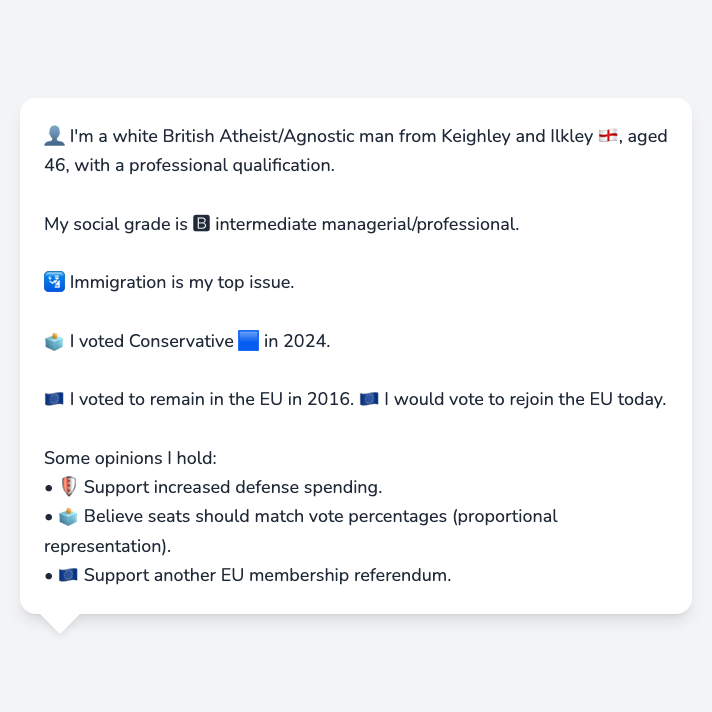 👤 I'm a white British Atheist/Agnostic man from Keighley and Ilkley 🏴󠁧󠁢󠁥󠁮󠁧󠁿, aged
46, with a professional qualification.
My social grade is 🅱 intermediate managerial/professional.
🛂 Immigration is my top issue.
🗳️ I voted Conservative 🟦 in 2024.
🇪🇺 I voted to remain in the EU in 2016. 🇪🇺 I would vote to rejoin the EU today.
Some opinions I hold:
• 🛡️ Support increased defense spending.
• 🗳️ Believe seats should match vote percentages (proportional
representation).
• 🇪🇺 Support another EU membership referendum.